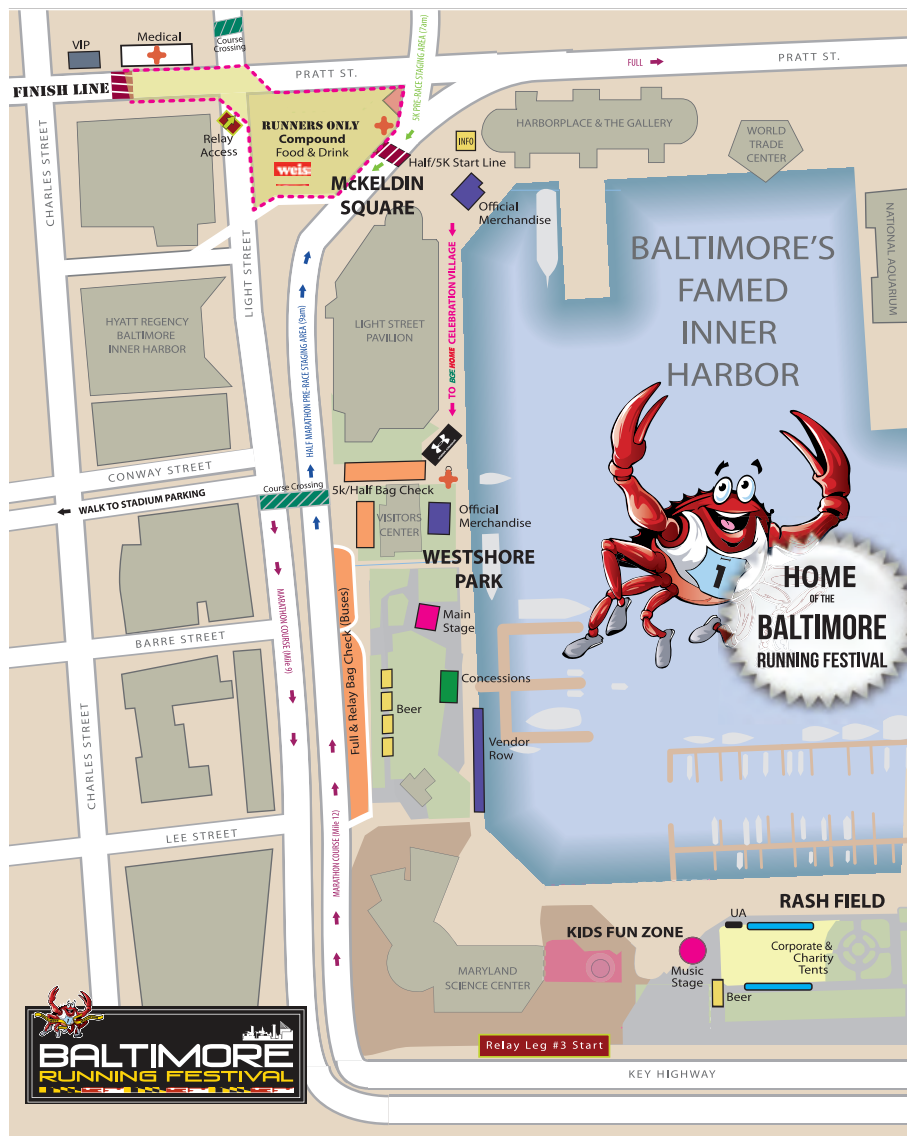 VIP
Medical
Course
Crossing
FINISH LINE
PRATT ST.
5K PRE-RACE STAGING AREA (7am)
FULL
PRATT ST.
CHARLES STREET
Relay
Access
RUNNERS ONLY
Compound
Food & Drink
weis
INFO
Half/5K Start Line
McKELDIN
SQUARE
Official
Merchandise
HARBORPLACE & THE GALLERY
WORLD
TRADE
CENTER
NATIONAL AQUARIUM
LIGHT STREET
HYATT REGENCY
BALTIMORE
INNER HARBOR
HALF MARATHON PRE-RACE STAGING AREA (9am)
LIGHT STREET
PAVILION
TO BGE HOME CELEBRATION VILLAGE
BALTIMORE'S
FAMED
INNER
HARBOR
CONWAY STREET
WALK TO STADIUM PARKING
Course Crossing
5k/Half Bag Check
VISITORS
CENTER
Official
Merchandise
WESTSHORE
PARK
1
HOME
OF THE
BALTIMORE
RUNNING FESTIVAL
MARATHON COURSE (Mile 9)
Full & Relay Bag Check (Buses)
Main
Stage
BARRE STREET
Concessions
Beer
Vendor
Row
CHARLES STREET
LEE STREET
MARATHON COURSE (Mile 12)
RASH FIELD
UA
KIDS FUN ZONE
Corporate &
Charity
Tents
MARYLAND
SCIENCE CENTER
Music
Stage
Beer
Relay Leg #3 Start
KEY HIGHWAY
BALTIMORE
RUNNING FESTIVAL